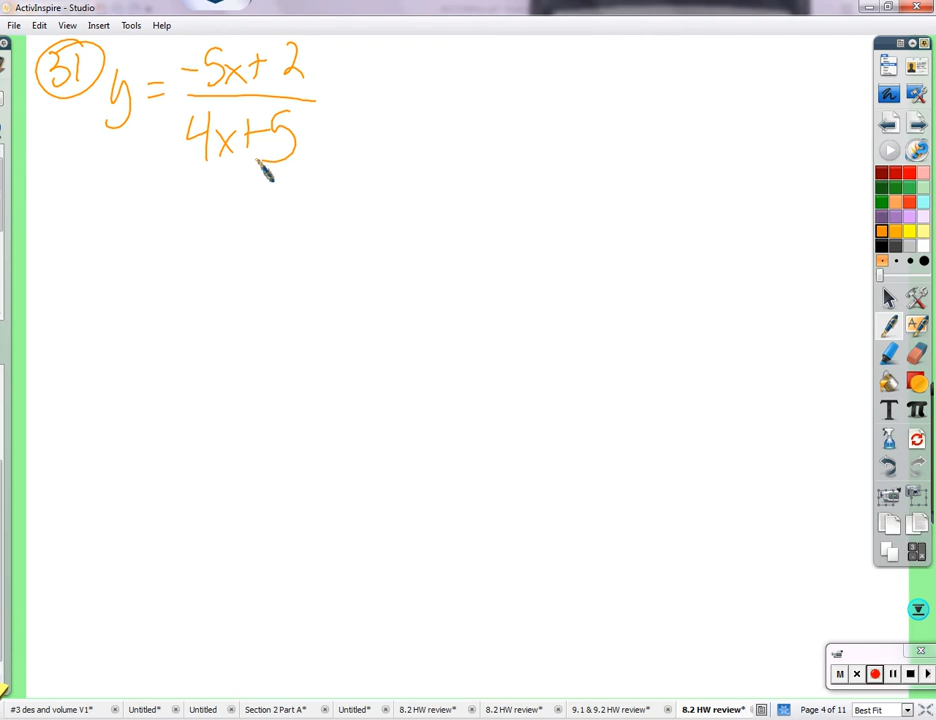 ActivInspire - Studio
File Edit View Insert Tools Help
31 y = -5x+2
4x+5
#3 des and volume V1* Untitled* Untitled Section 2 Part A* Untitled* 8.2 HW review* 8.2 HW review* 9.1 & 9.2 HW review* 8.2 HW review* Page 4 of 11 Best Fit